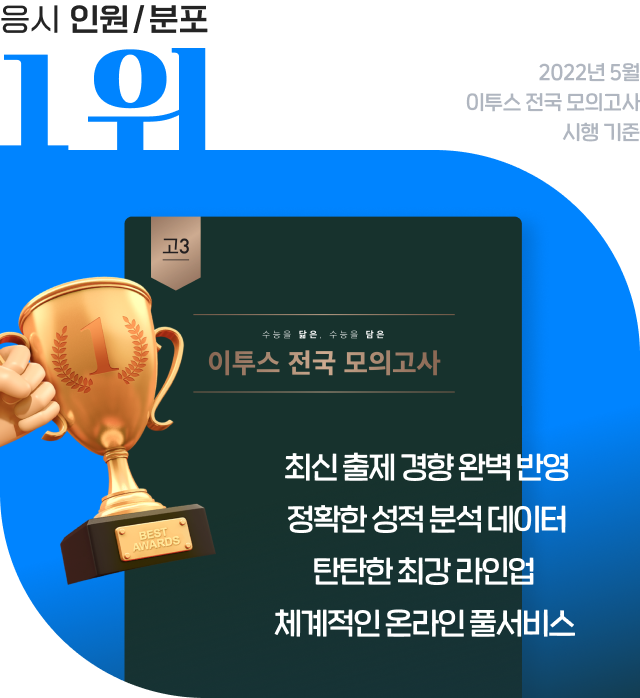 응시 인원/분포
1위
2022년 5월
이투스 전국 모의고사
시행 기준
고3
수능을 닮은, 수능을 담은
이투스 전국 모의고사
1
최신 출제 경향 완벽 반영
정확한 성적 분석 데이터
BEST
AWARDS
탄탄한 최강 라인업
체계적인 온라인 풀서비스